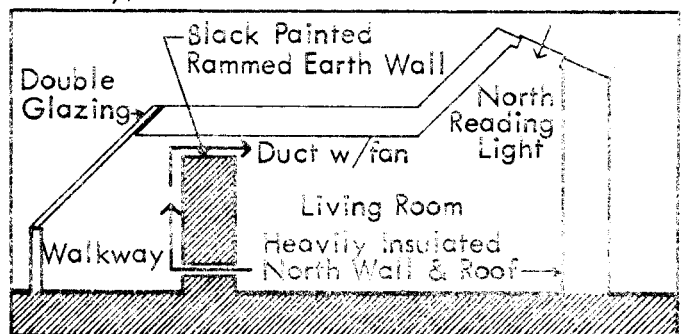 Black Painted
Rammed Earth Wall
Double
Glazing
North
Reading
Light
Duct w/fan
Living Room
Walkway
Heavily Insulated
North Wall & Roof